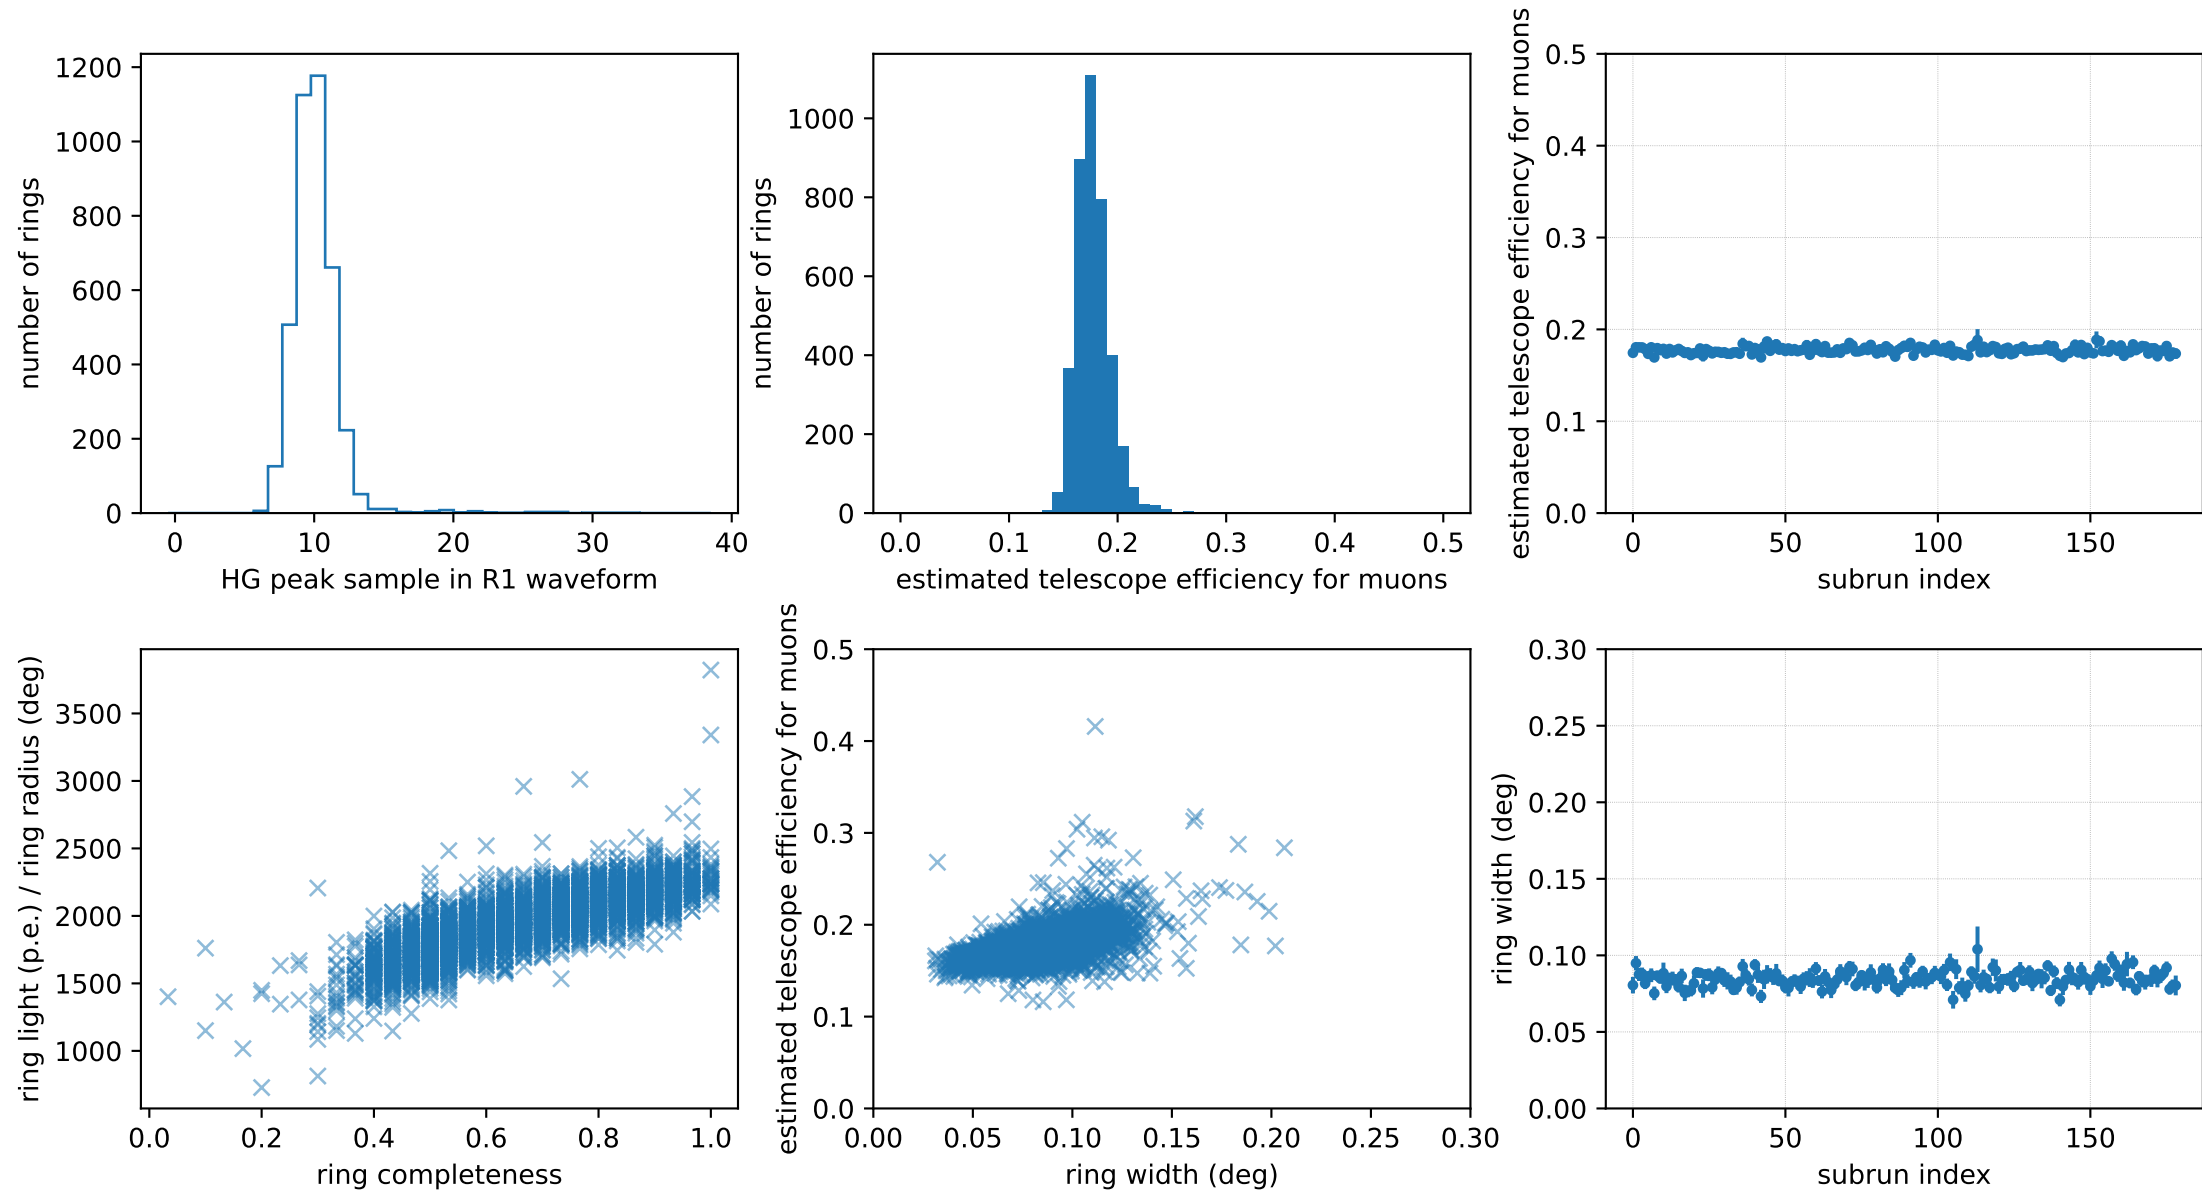 number of rings
1200
1000
800
600
400
200
0
0 10 20 30 40
HG peak sample in R1 waveform
number of rings
1000
800
600
400
200
0
0.0 0.1 0.2 0.3 0.4 0.5
estimated telescope efficiency for muons
estimated telescope efficiency for muons
0.5
0.4
0.3
0.2
0.1
0.0
0 50 100 150
subrun index
ring light (p.e.) / ring radius (deg)
3500
3000
2500
2000
1500
1000
0.0 0.2 0.4 0.6 0.8 1.0
ring completeness
estimated telescope efficiency for muons
0.5
0.4
0.3
0.2
0.1
0.0
0.00 0.05 0.10 0.15 0.20 0.25 0.30
ring width (deg)
ring width (deg)
0.30
0.25
0.20
0.15
0.10
0.05
0.00
0 50 100 150
subrun index